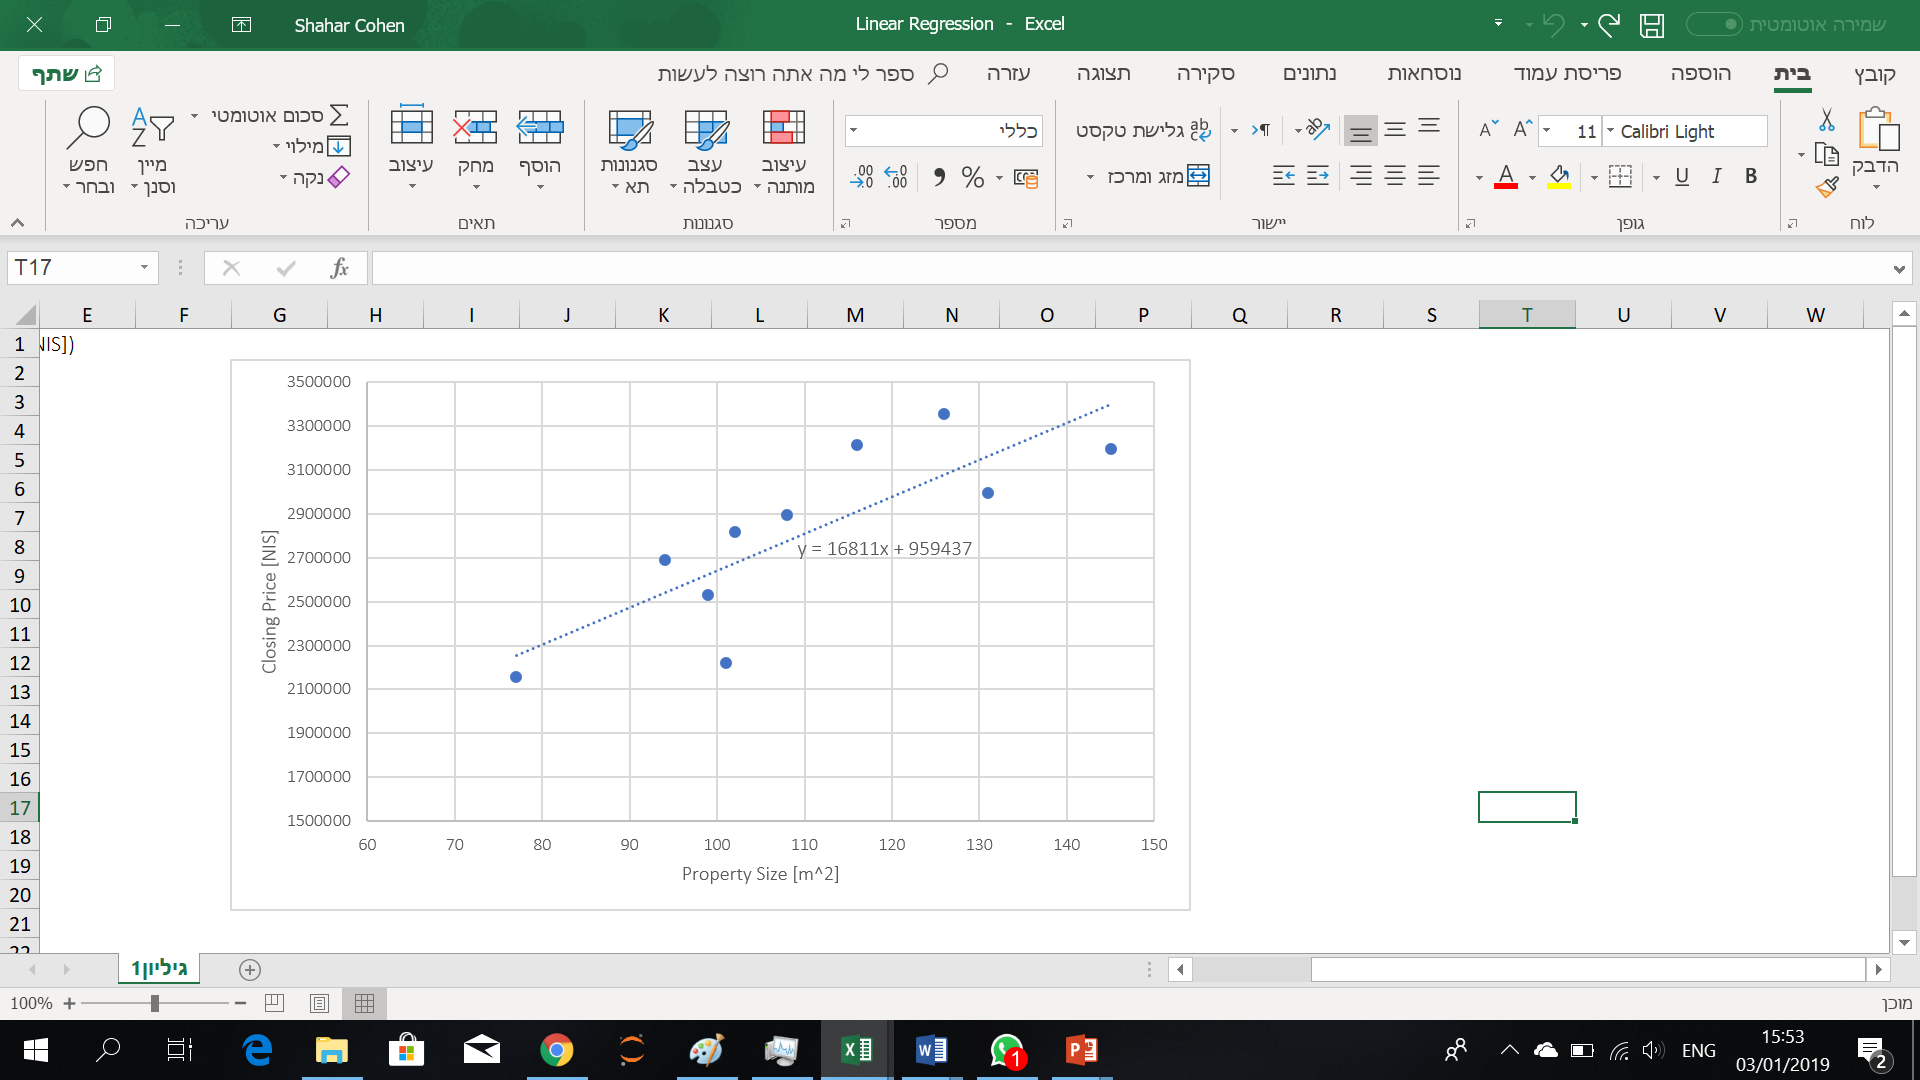 Shahar Cohen
Linear Regression - Excel
שמירה אוטומטית
קובץ
בית
הוספה
פריסת עמוד
נוסחאות
נתונים
סקירה
תצוגה
עזרה
ספר לי מה אתה רוצה לעשות
שתף
הדבק
לוח
Calibri Light
11
B I U
גופן
גלישת טקסט
מזג ומרכז
יישור
כללי
מספר
עיצוב מותנה
עצב כטבלה
סגנונות תא
סגנונות
הוסף
מחק
עיצוב
תאים
סכום אוטומטי
מילוי
נקה
מיין וסנן
חפש ובחר
עריכה
T17
fx
E F G H I J K L M N O P Q R S T U V W
1
2
3
4
5
6
7
8
9
10
11
12
13
14
15
16
17
18
19
20
21
22
NIS])
3500000
3300000
3100000
2900000
2700000
2500000
2300000
2100000
1900000
1700000
1500000
Closing Price [NIS]
y = 16811x + 959437
60 70 80 90 100 110 120 130 140 150
Property Size [m^2]
גיליון1
100%
מוכן
1
ENG
15:53
03/01/2019
2